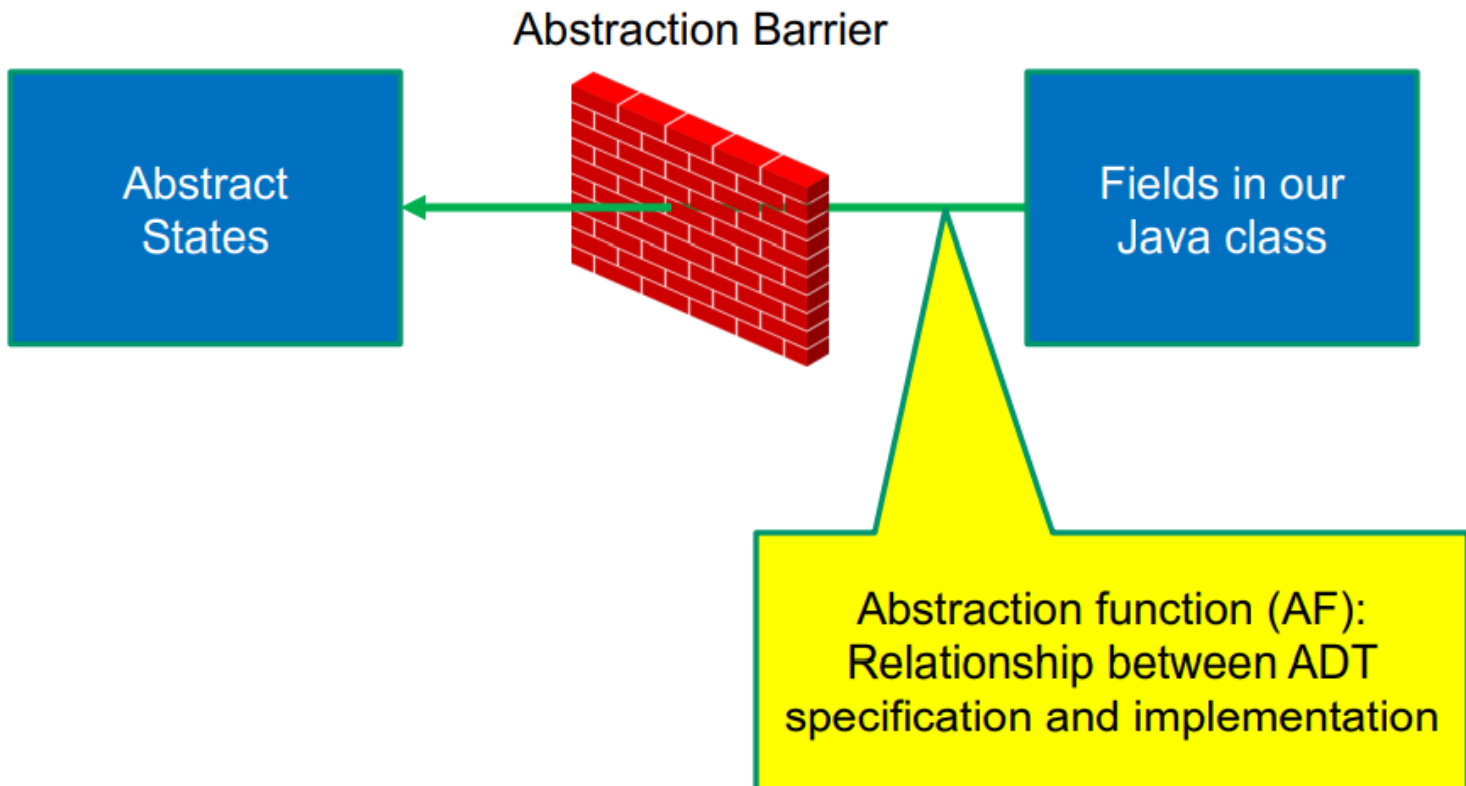 Abstraction Barrier
Abstract
States
Fields in our
Java class
Abstraction function (AF):
Relationship between ADT
specification and implementation